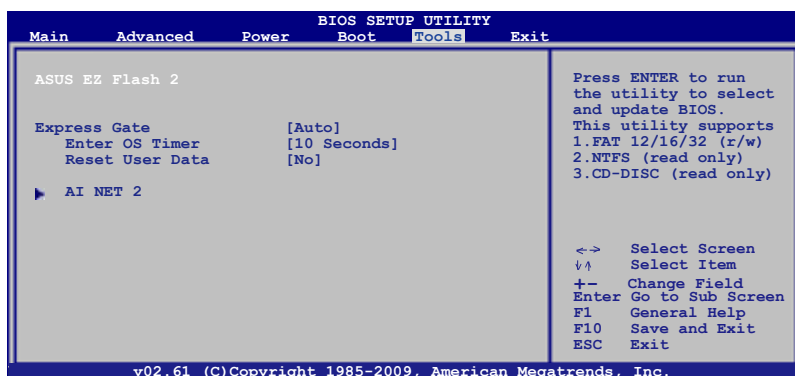 BIOS SETUP UTILITY
Main Advanced Power Boot Tools Exit
ASUS EZ Flash 2
Express Gate [Auto]
Enter OS Timer [10 Seconds]
Reset User Data [No]
AI NET 2
Press ENTER to run
the utility to select
and update BIOS.
This utility supports
1.FAT 12/16/32 (r/w)
2.NTFS (read only)
3.CD-DISC (read only)
<-> Select Screen
↓↑ Select Item
+- Change Field
Enter Go to Sub Screen
F1 General Help
F10 Save and Exit
ESC Exit
v02.61 (C)Copyright 1985-2009, American Megatrends, Inc.